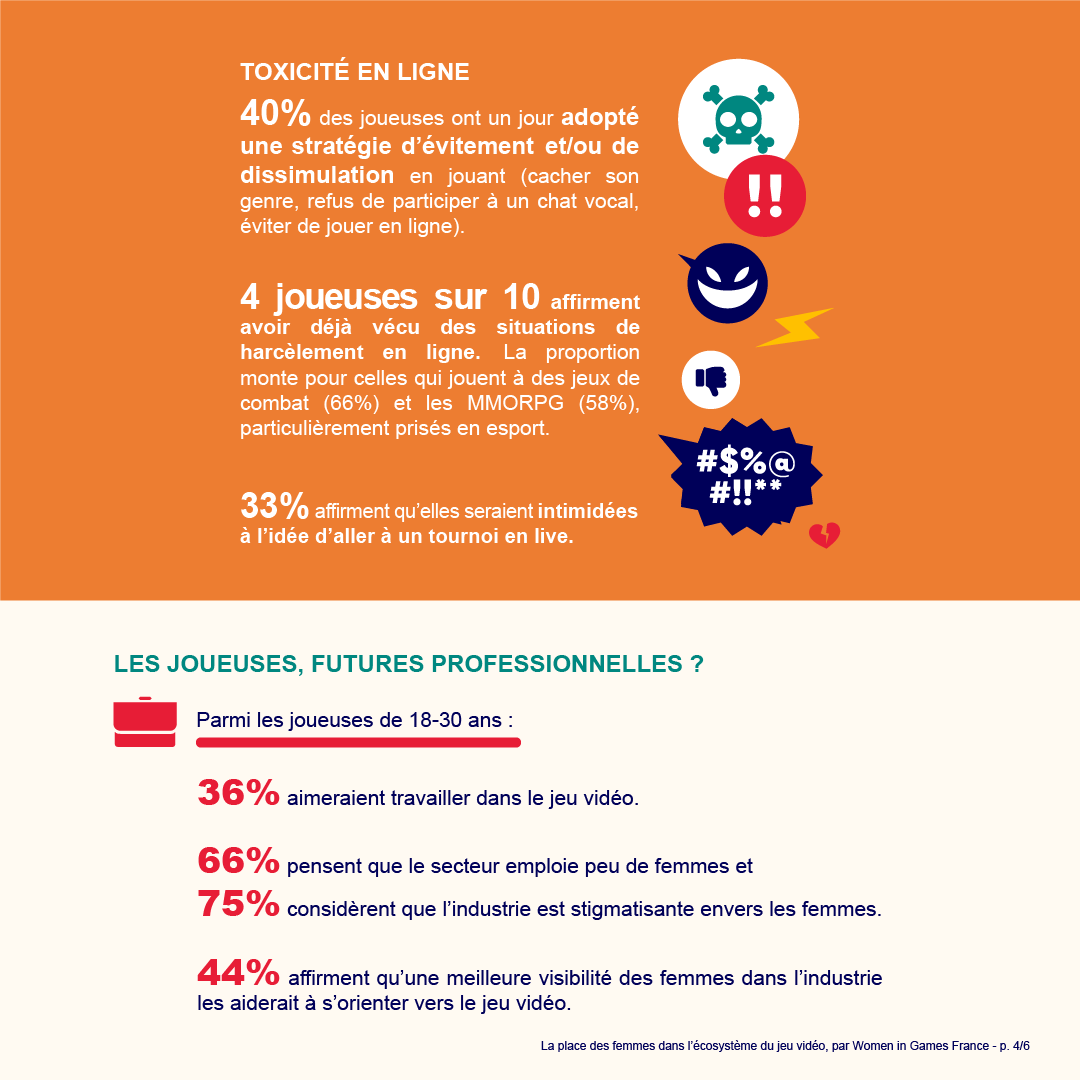 TOXICITÉ EN LIGNE
40% des joueuses ont un jour adopté
une stratégie d’évitement et/ou de
dissimulation en jouant (cacher son
genre, refus de participer à un chat vocal,
éviter de jouer en ligne).
4 joueuses sur 10 affirment
avoir déjà vécu des situations de
harcèlement en ligne. La proportion
monte pour celles qui jouent à des jeux de
combat (66%) et les MMORPG (58%),
particulièrement prisés en esport.
33% affirment qu’elles seraient intimidées
à l’idée d’aller à un tournoi en live.
!!
#$%@
#!!**
LES JOUEUSES, FUTURES PROFESSIONNELLES ?
Parmi les joueuses de 18-30 ans :
36% aimeraient travailler dans le jeu vidéo.
66% pensent que le secteur emploie peu de femmes et
75% considèrent que l’industrie est stigmatisante envers les femmes.
44% affirment qu’une meilleure visibilité des femmes dans l’industrie
les aiderait à s’orienter vers le jeu vidéo.
La place des femmes dans l’écosystème du jeu vidéo, par Women in Games France - p. 4/6